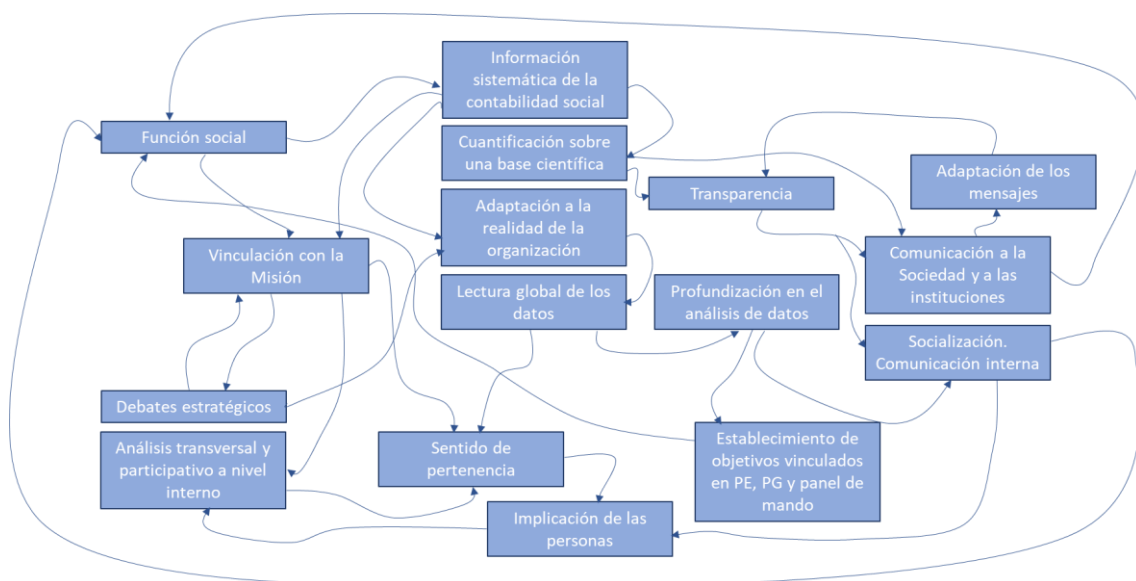 Información
sistemática de la
contabilidad social
Función social
Cuantificación sobre
una base científica
Transparencia
Adaptación de los
mensajes
Adaptación a la
realidad de la
organización
Vinculación con la
Misión
Comunicación a la
Sociedad y a las
instituciones
Lectura global de los
datos
Profundización en el
análisis de datos
Socialización.
Comunicación interna
Debates estratégicos
Análisis transversal y
participativo a nivel
interno
Sentido de
pertenencia
Establecimiento de
objetivos vinculados
en PE, PG y panel de
mando
Implicación de las
personas